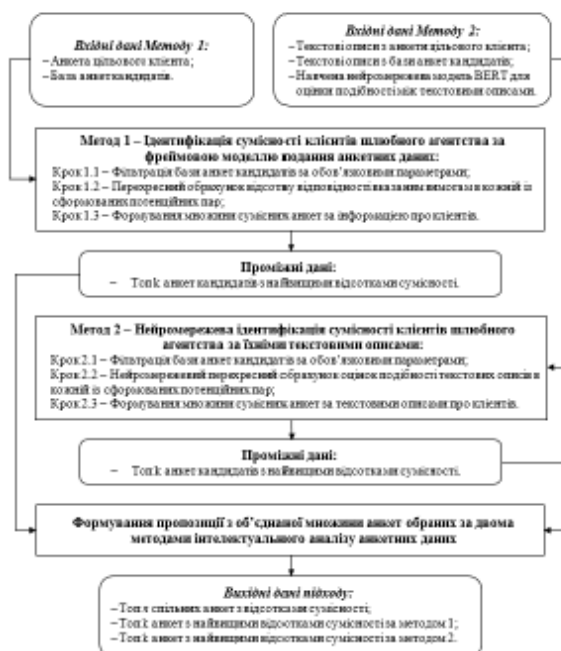 Вхідні дані Методу 1:
– Анкета цільового клієнта;
– База анкет кандидатів.
Вхідні дані Методу 2:
– Текстові описи з анкети цільового клієнта;
– Текстові описи з бази анкет кандидатів;
– Навчена нейромережева модель BERT для
оцінки подібності між текстовими описами.
Метод 1 – Ідентифікація сумісності клієнтів шлюбного агентства за
фреймовою моделлю подання анкетних даних:
Крок 1.1 – Фільтрація бази анкет кандидатів за обов'язковими параметрами;
Крок 1.2 – Перехресний обрахунок відсотку відповідності вказаним вимогам в кожній із
сформованих потенційних пар;
Крок 1.3 – Формування множини сумісних анкет за інформацією про клієнтів.
Проміжні дані:
– Топ k анкет кандидатів з найвищими відсотками сумісності.
Метод 2 – Нейромережева ідентифікація сумісності клієнтів шлюбного
агентства за їхніми текстовими описами:
Крок 2.1 – Фільтрація бази анкет кандидатів за обов'язковими параметрами;
Крок 2.2 – Нейромережевий перехресний обрахунок оцінок подібності текстових описів в
кожній із сформованих потенційних пар;
Крок 2.3 – Формування множини сумісних анкет за текстовими описами про клієнтів.
Проміжні дані:
– Топ k анкет кандидатів з найвищими відсотками сумісності.
Формування пропозиції з об'єднаної множини анкет обраних за двома
методами інтелектуального аналізу анкетних даних
Вихідні дані підходу:
– Топ n спільних анкет з відсотками сумісності;
– Топ k анкет з найвищими відсотками сумісності за методом 1;
– Топ k анкет з найвищими відсотками сумісності за методом 2.